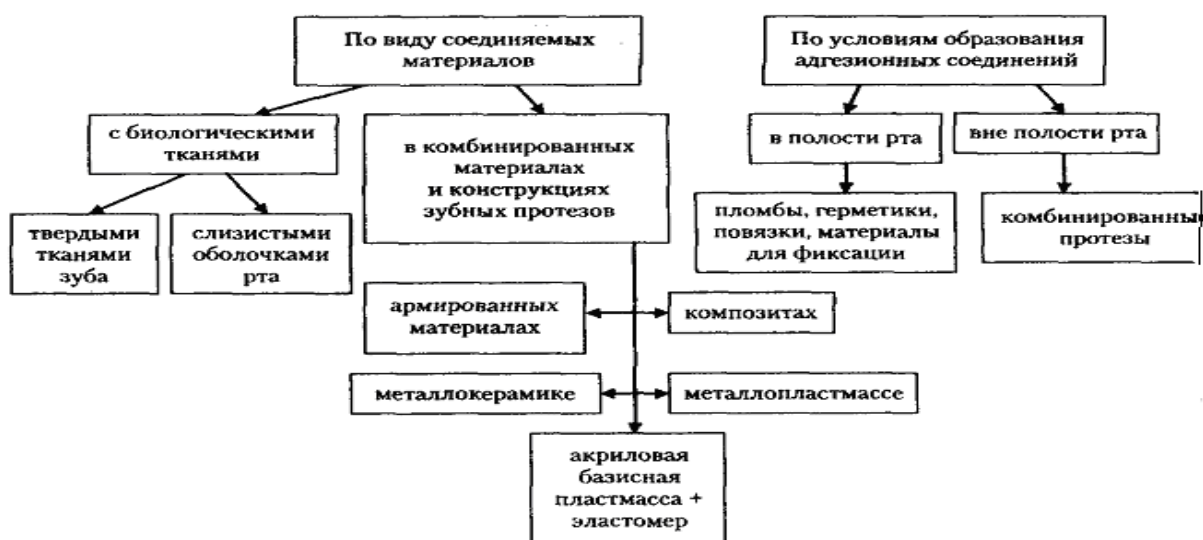 По виду соединяемых
материалов
По условиям образования
адгезионных соединений
с биологическими
тканями
в комбинированных
материалах
и конструкциях
зубных протезов
в полости рта
вне полости рта
твердыми
тканями
зуба
слизистыми
оболочками
рта
пломбы, герметики,
повязки, материалы
для фиксации
комбинированны
протезы
армированных
материалах
композитах
металлокерамике
металлопластмассе
акриловая
базисная
пластмасса +
эластомер